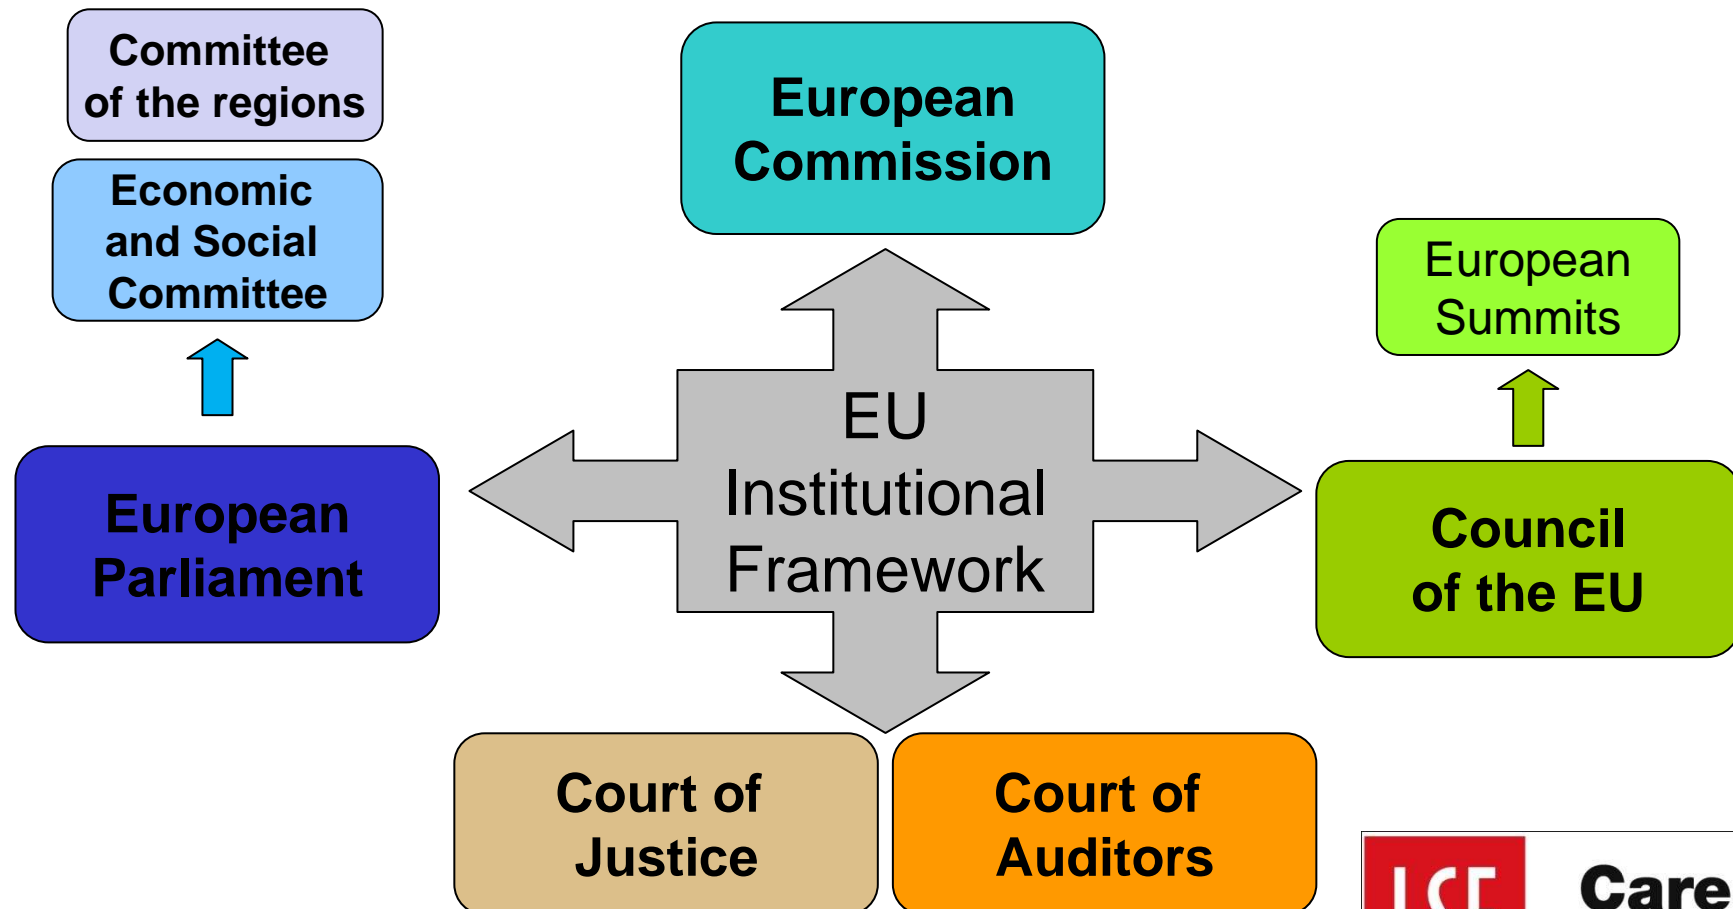 Committee
of the regions
Economic
and Social
Committee
European
Commission
European
Summits
EU
Institutional
Framework
European
Parliament
Council
of the EU
Court of
Justice
Court of
Auditors